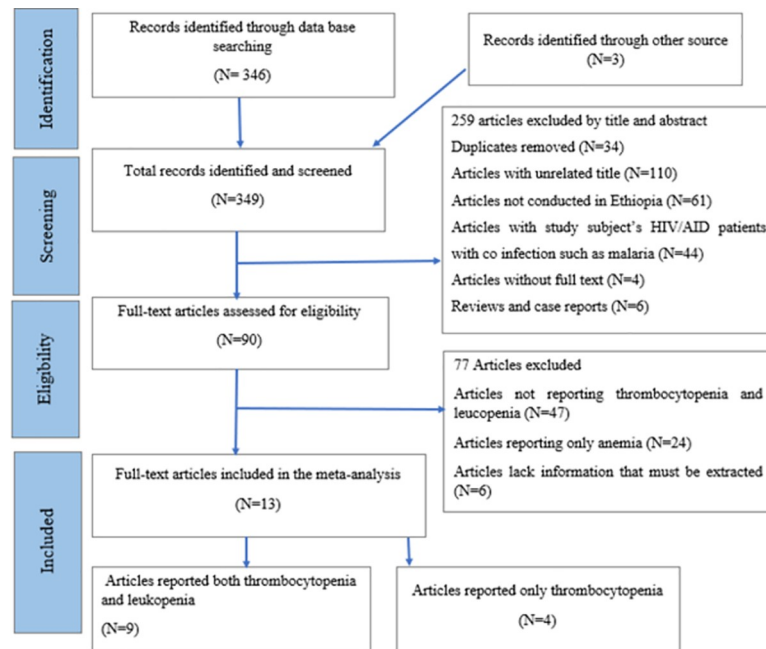 Identification
Records identified through data base
searching
(N= 346)
Records identified through other source
(N=3)
Screening
Total records identified and screened
(N=349)
259 articles excluded by title and abstract
Duplicates removed (N=34)
Articles with unrelated title (N=110)
Articles not conducted in Ethiopia (N=61)
Articles with study subject's HIV/AID patients
with co infection such as malaria (N=44)
Articles without full text (N=4)
Reviews and case reports (N=6)
Eligibility
Full-text articles assessed for eligibility
(N=90)
77 Articles excluded
Articles not reporting thrombocytopenia and
leucopenia (N=47)
Articles reporting only anemia (N=24)
Articles lack information that must be extracted
(N=6)
Included
Full-text articles included in the meta-analysis
(N=13)
Articles reported both thrombocytopenia
and leukopenia
(N=9)
Articles reported only thrombocytopenia
(N=4)